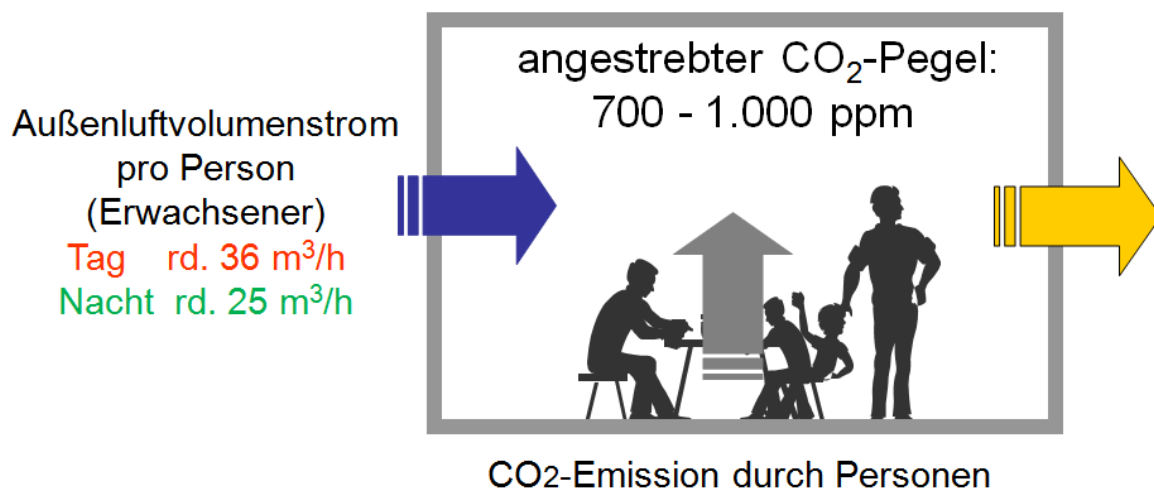 angestrebter CO₂-Pegel:
700 - 1.000 ppm
Außenluftvolumenstrom
pro Person
(Erwachsener)
Tag rd. 36 m³/h
Nacht rd. 25 m³/h
CO2-Emission durch Personen